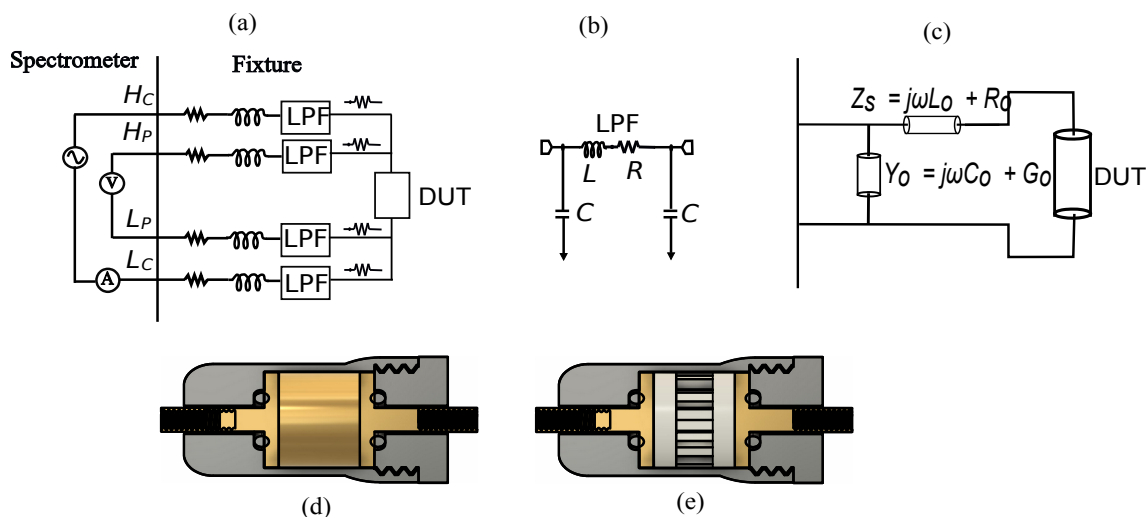 (a)
(b)
(c)
Spectrometer
Fixture
H_C
H_P
L_P
L_C
V
A
LPF
LPF
LPF
LPF
DUT
LPF
L
R
C
C
Z_S = jωL_O + R_O
Y_O = jωC_O + G_O
DUT
(d)
(e)